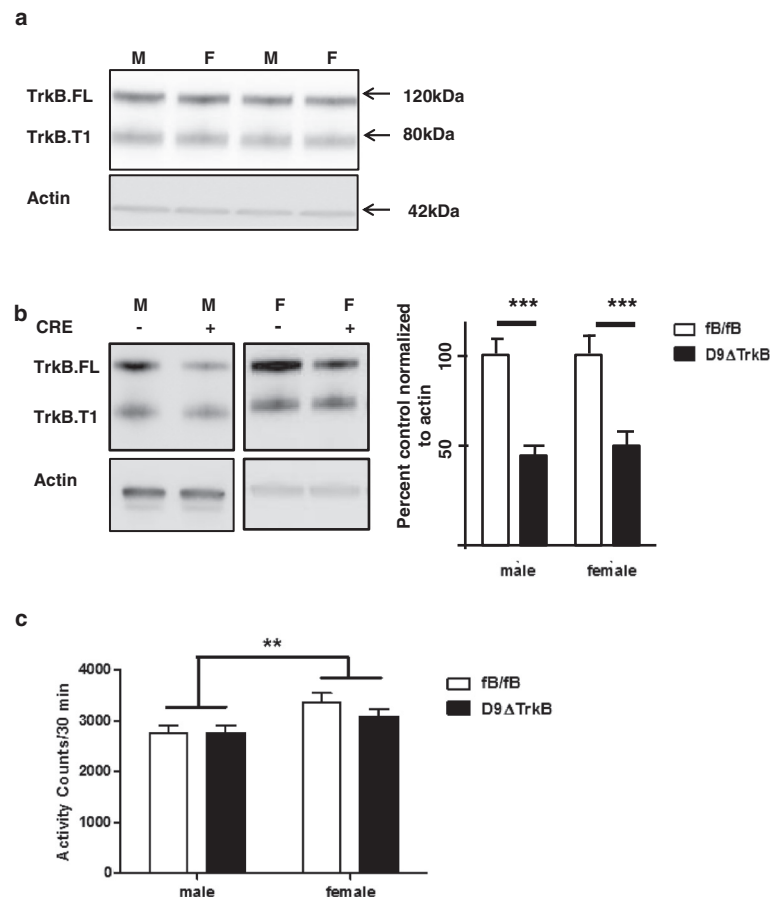 a
M F M F
TrkB.FL
120kDa
TrkB.T1
80kDa
Actin
42kDa
b
M M F F
CRE - + - +
TrkB.FL
TrkB.T1
Actin
Percent control normalized
to actin
100
50
*** ***
male female
fB/fB
D9ΔTrkB
c
Activity Counts/30 min
4000
3000
2000
1000
0
**
male female
fB/fB
D9ΔTrkB